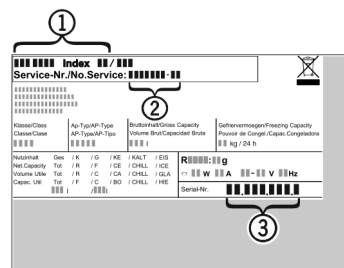 1
Index /
Service-Nr./No.Service: -
2
Klasse/Class
Classe/Clase
Ap-Typ/AP-Type
AP-Type/AP-Tipo
Bruttoinhalt/Gross Capacity
Volume Brut/Capacidad Bruta
l
Gefriervermoegen/Freezing Capacity
Pouvoir de Congel./Capac.Congeladora
kg / 24 h
Nutzinhalt Ges / K / G / KE / KALT / EIS
Net.Capacity Tot / R / F / CE / CHILL / ICE
Volume Utile Tot / R / C / CA / CHILL / GLA
Capac. Util Tot / F / C / BO / CHILL / HIE
l / l
R : g
W A - V Hz
Serial-Nr. . . .
3